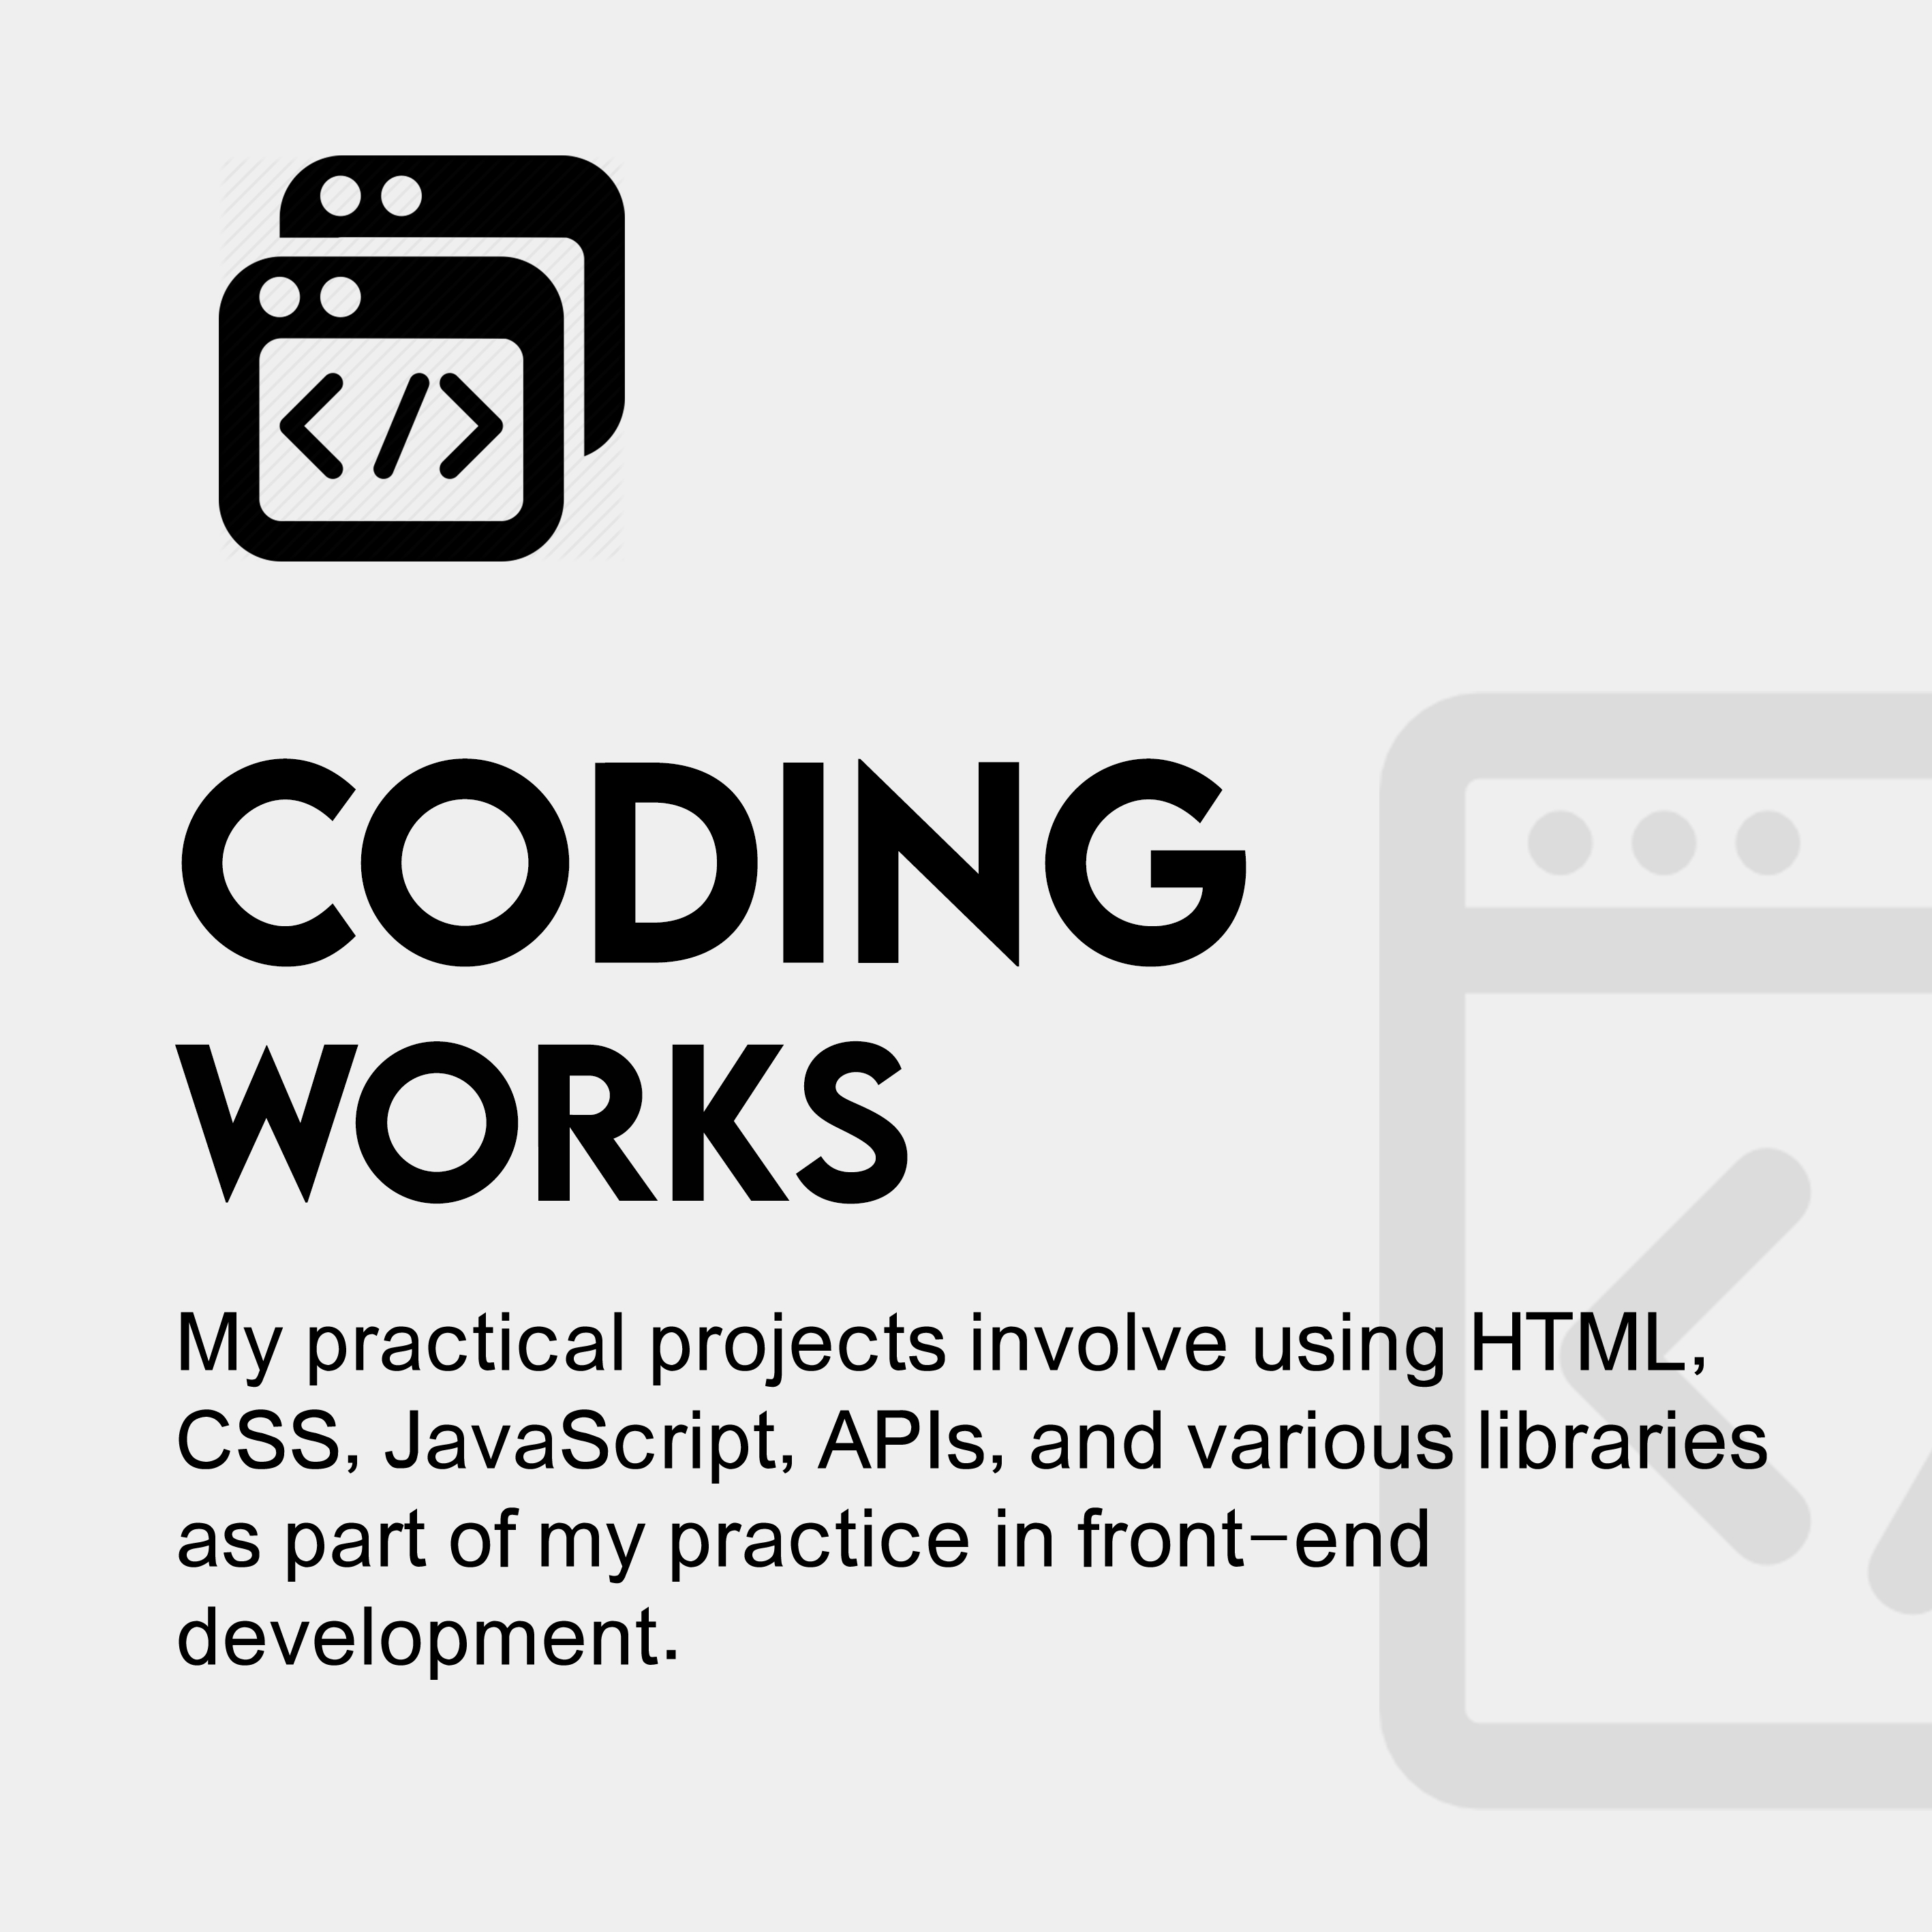 </>
CODING
WORKS
My practical projects involve using HTML,
CSS, JavaScript, APIs, and various libraries
as part of my practice in front-end
development.